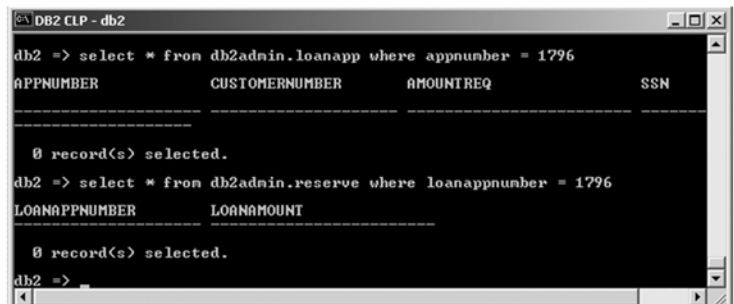 DB2 CLP - db2
db2 => select * from db2admin.loanapp where appnumber = 1796
APPNUMBER CUSTOMERNUMBER AMOUNTREQ SSN
-------------------- -------------------- ------------------------ -------
-------------------
0 record(s) selected.
db2 => select * from db2admin.reserve where loanappnumber = 1796
LOANAPPNUMBER LOANAMOUNT
-------------------- ------------------------
0 record(s) selected.
db2 => _